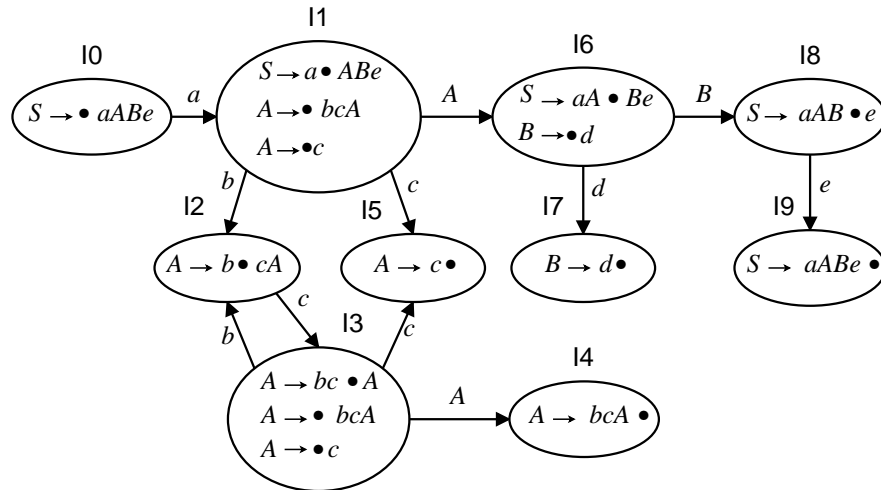 I0
S → • aABe
a
I1
S → a • ABe
A → • bcA
A → • c
A
I6
S → aA • Be
B → • d
B
I8
S → aAB • e
b
c
d
e
I2
A → b • cA
I5
A → c •
I7
B → d •
I9
S → aABe •
b
c
c
I3
A → bc • A
A → • bcA
A → • c
A
I4
A → bcA •